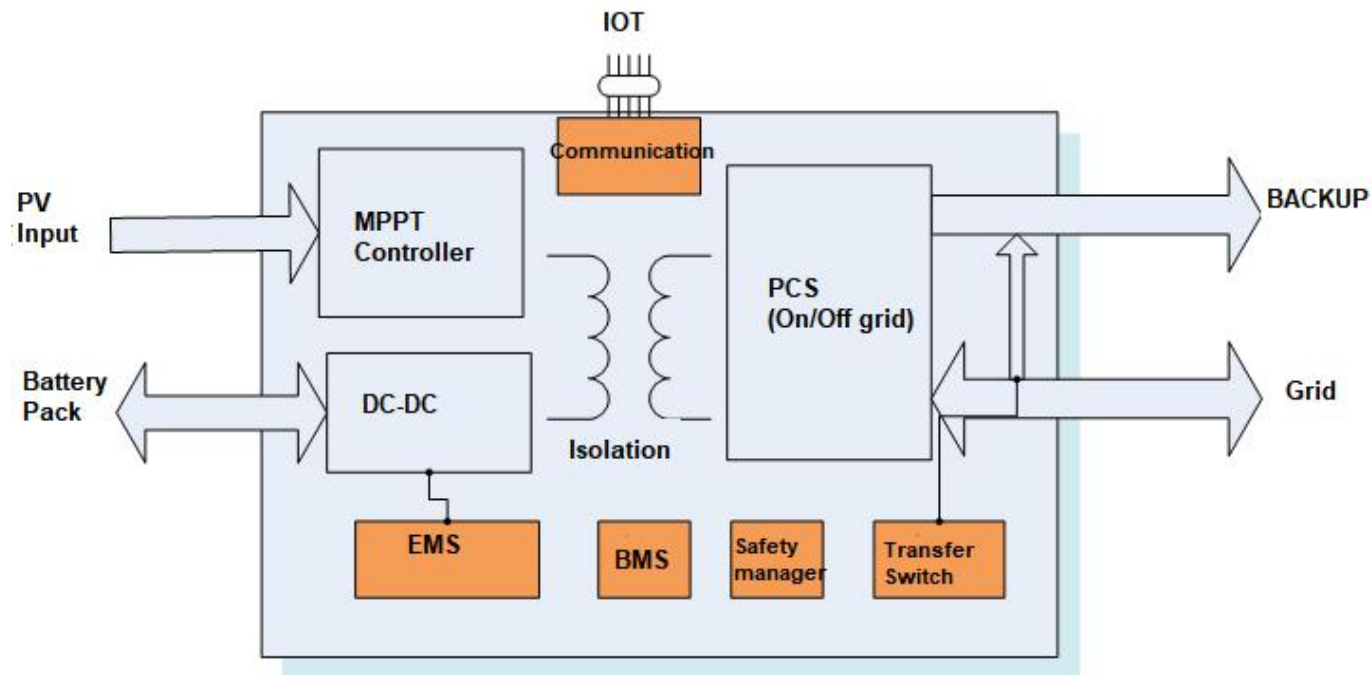 IOT
Communication
PV
Input
MPPT
Controller
BACKUP
PCS
(On/Off grid)
Battery
Pack
DC-DC
Grid
Isolation
EMS
BMS
Safety
manager
Transfer
Switch